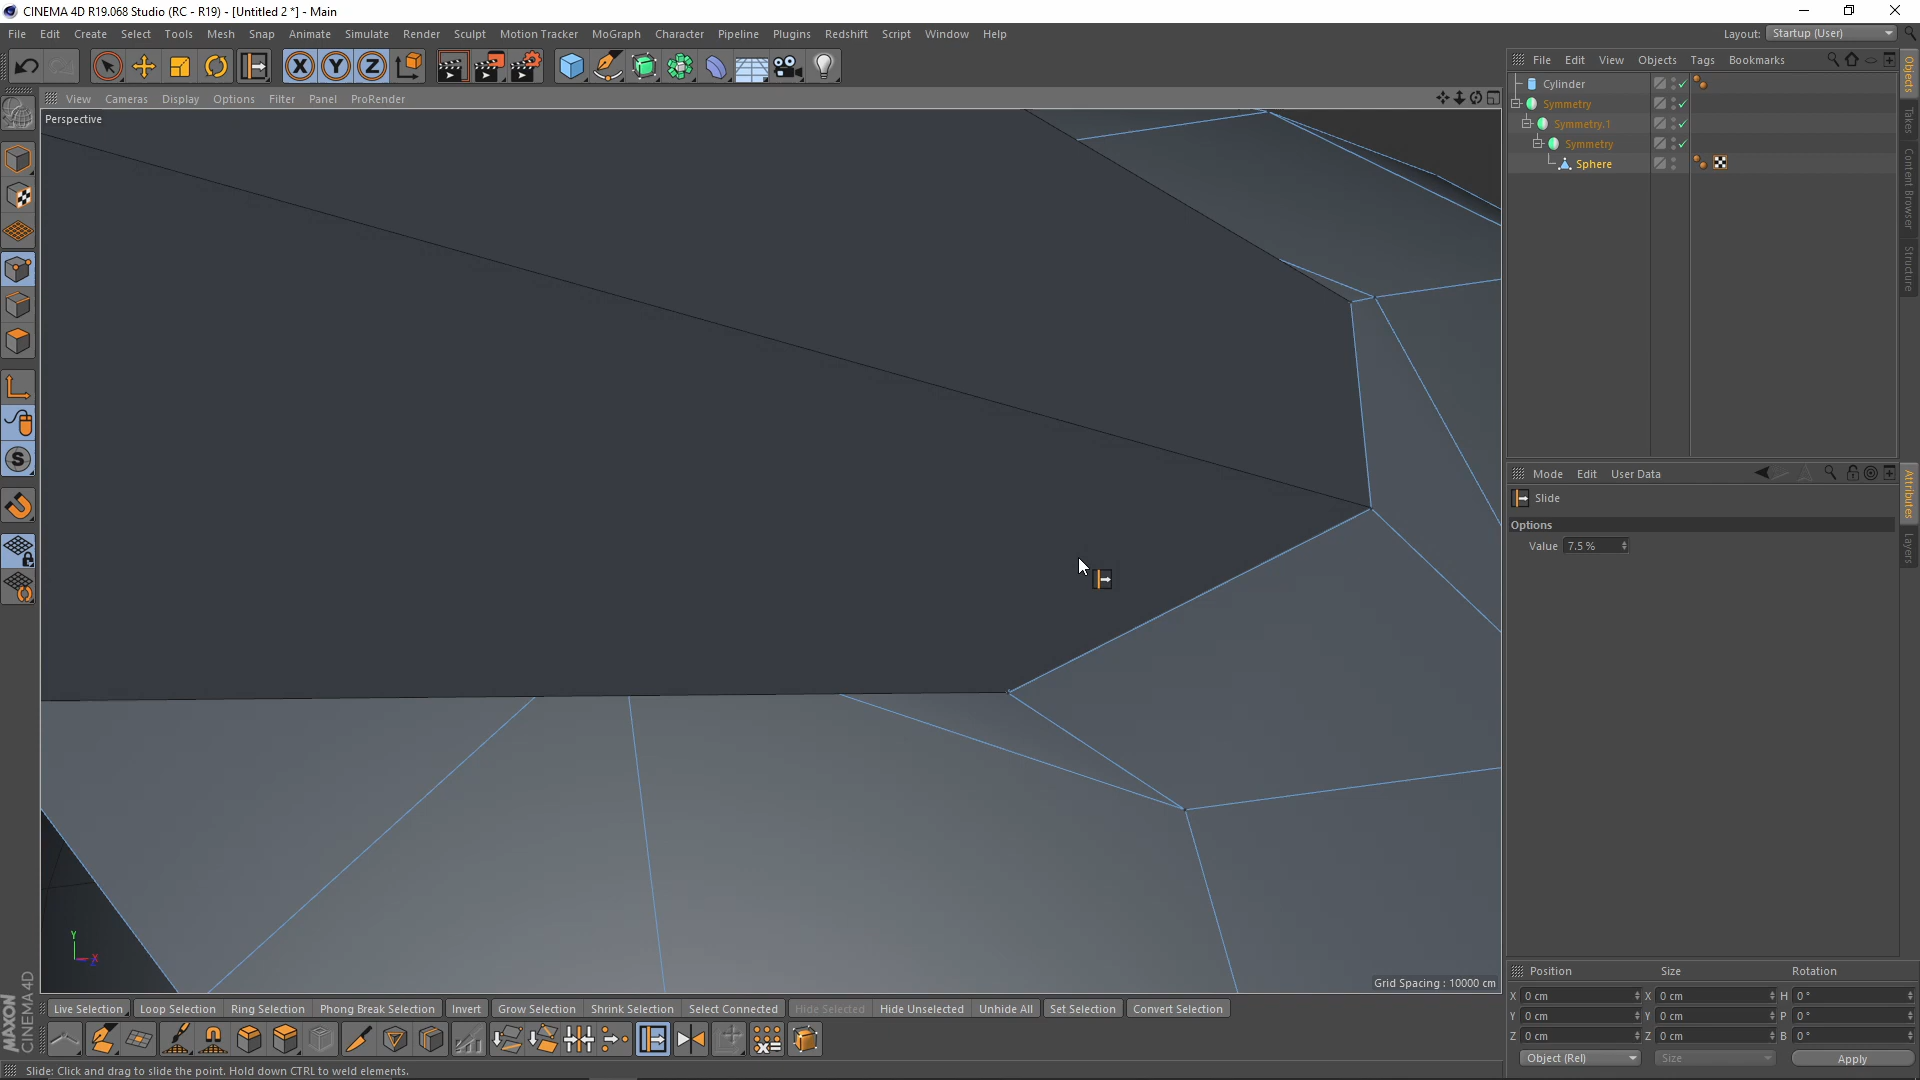 CINEMA 4D R19.068 Studio (RC - R19) - [Untitled 2 *] - Main
File Edit Create Select Tools Mesh Snap Animate Simulate Render Sculpt Motion Tracker MoGraph Character Pipeline Plugins Redshift Script Window Help
Layout: Startup (User)
X Y Z
File Edit View Objects Tags Bookmarks
View Cameras Display Options Filter Panel ProRender
Perspective
Cylinder
Symmetry
Symmetry.1
Symmetry
Sphere
Objects
Takes
Content Browser
Structure
S
Mode Edit User Data
Slide
Options
Value 7.5 %
Attributes
Layers
Y
X
Z
Grid Spacing : 10000 cm
MAXON
CINEMA 4D
Live Selection Loop Selection Ring Selection Phong Break Selection Invert Grow Selection Shrink Selection Select Connected Hide Selected Hide Unselected Unhide All Set Selection Convert Selection
Position Size Rotation
X 0 cm X 0 cm H 0 °
Y 0 cm Y 0 cm P 0 °
Z 0 cm Z 0 cm B 0 °
Object (Rel) Size Apply
Slide: Click and drag to slide the point. Hold down CTRL to weld elements.